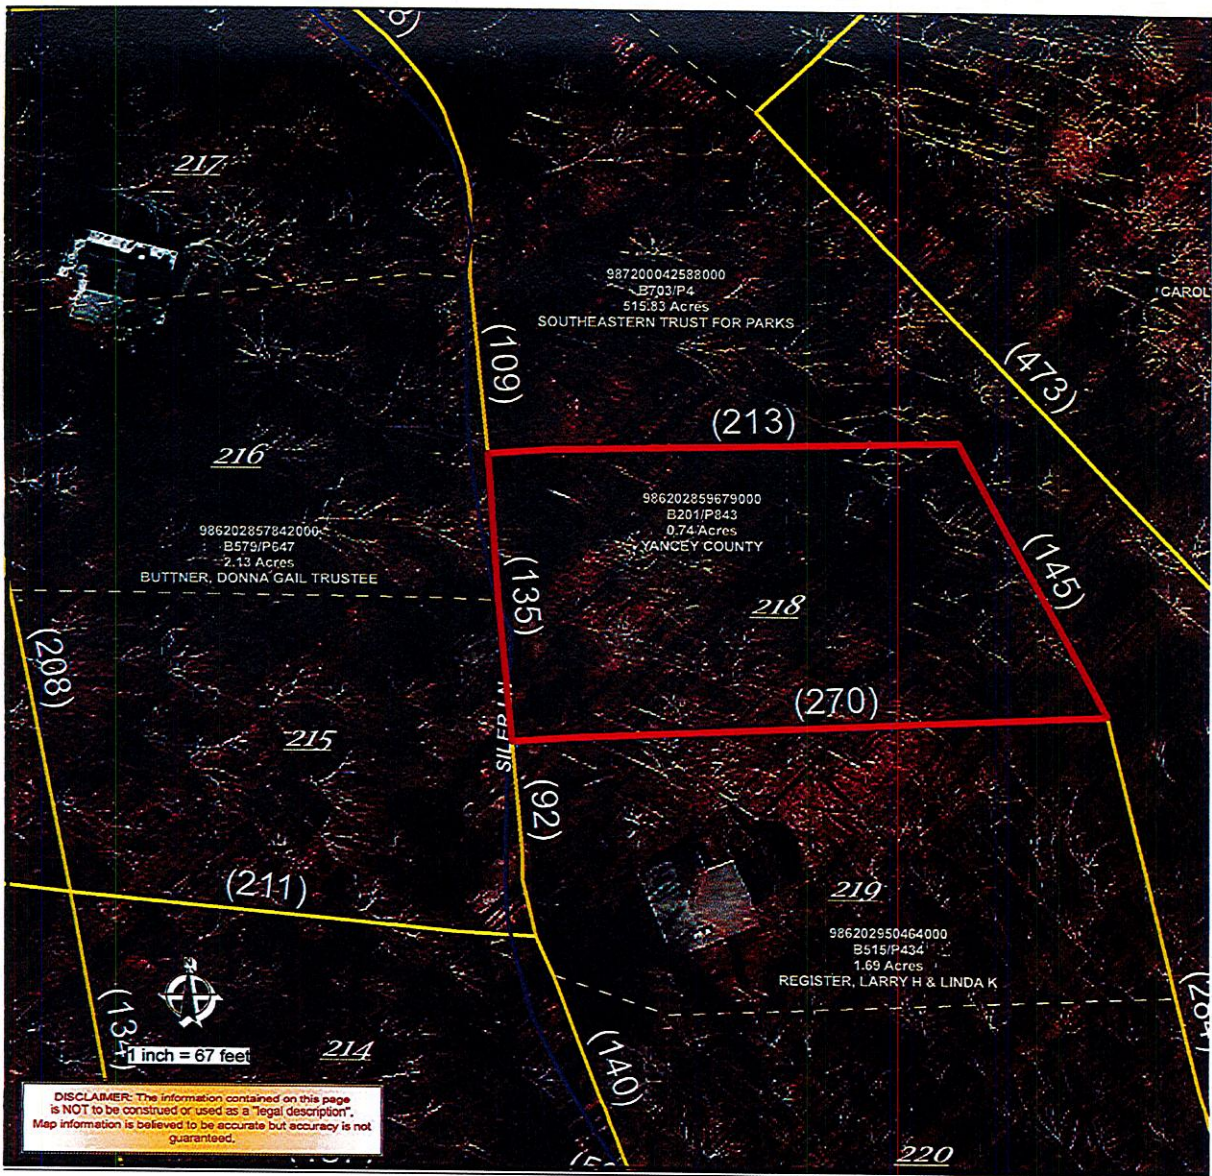 217
987200042588000
B703/P4
515.83 Acres
SOUTHEASTERN TRUST FOR PARKS
CAROL
(109)
(473)
(213)
216
986202859679000
B201/P843
0.74 Acres
YANCEY COUNTY
986202857842000
B579/P647
2.13 Acres
BUTTNER, DONNA GAIL TRUSTEE
(135)
(145)
218
(208)
(270)
SILER LN
215
(92)
(211)
219
986202950464000
B515/P434
1.69 Acres
REGISTER, LARRY H & LINDA K
(134)
1 inch = 67 feet
214
(140)
DISCLAIMER: The information contained on this page
is NOT to be construed or used as a "legal description".
Map information is believed to be accurate but accuracy is not
guaranteed.
220